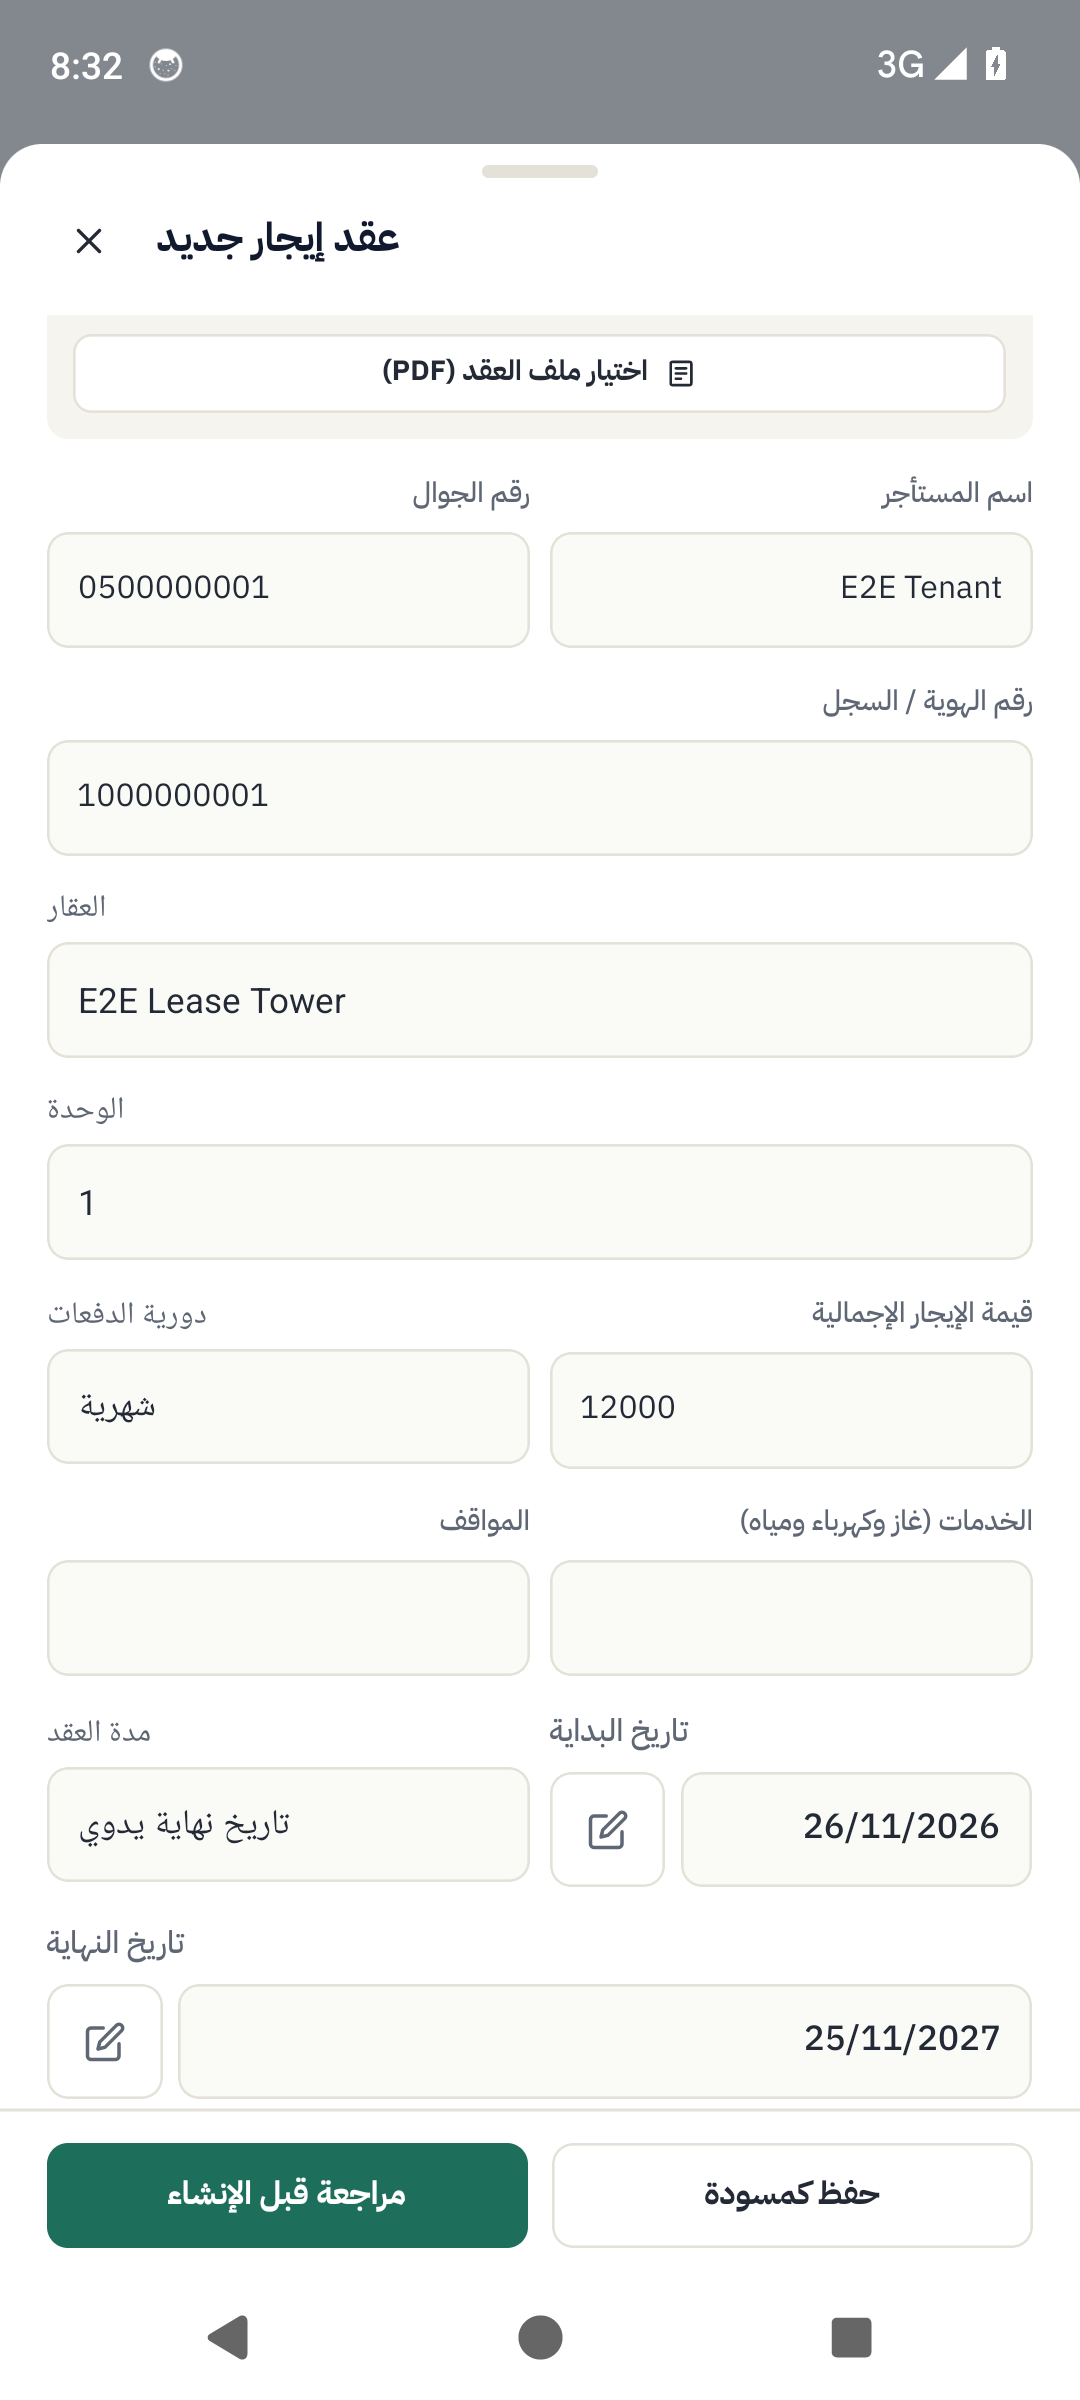 8:32 3G
عقد إيجار جديد
اختيار ملف العقد (PDF)
اسم المستأجر
رقم الجوال
E2E Tenant
0500000001
رقم الهوية / السجل
1000000001
العقار
E2E Lease Tower
الوحدة
1
قيمة الإيجار الإجمالية
دورية الدفعات
12000
شهرية
الخدمات (غاز وكهرباء ومياه)
المواقف
تاريخ البداية
مدة العقد
26/11/2026
تاريخ نهاية يدوي
تاريخ النهاية
25/11/2027
حفظ كمسودة
مراجعة قبل الإنشاء